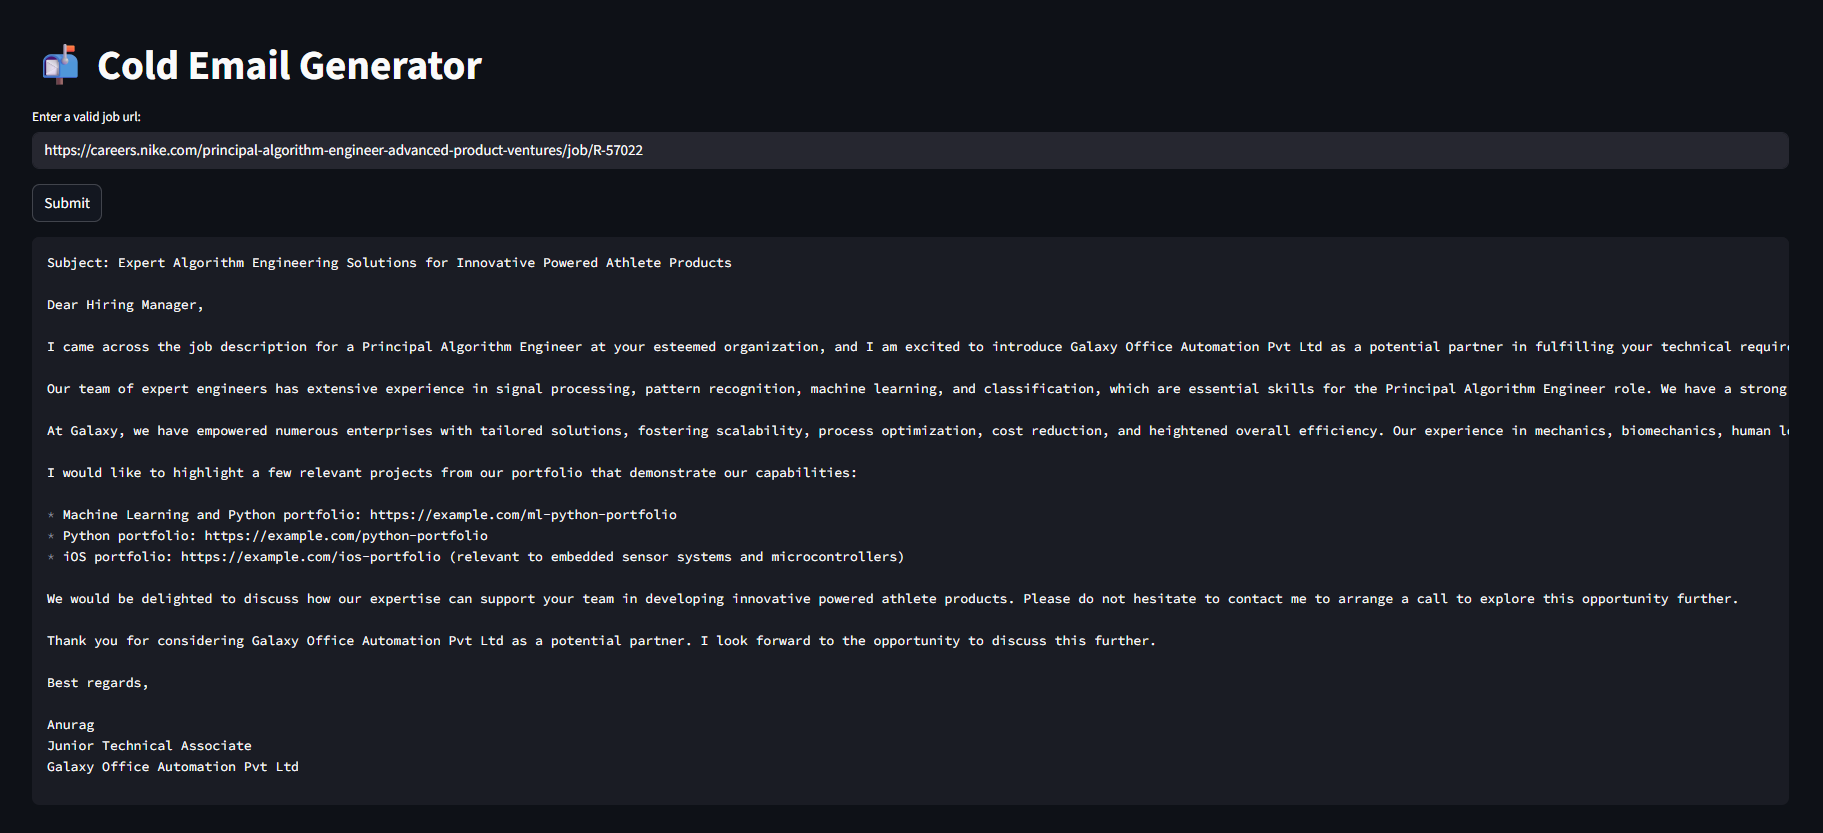 Cold Email Generator
Enter a valid job url:
https://careers.nike.com/principal-algorithm-engineer-advanced-product-ventures/job/R-57022
Submit
Subject: Expert Algorithm Engineering Solutions for Innovative Powered Athlete Products
Dear Hiring Manager,
I came across the job description for a Principal Algorithm Engineer at your esteemed organization, and I am excited to introduce Galaxy Office Automation Pvt Ltd as a potential partner in fulfilling your technical
Our team of expert engineers has extensive experience in signal processing, pattern recognition, machine learning, and classification, which are essential skills for the Principal Algorithm Engineer role. We have a strong
At Galaxy, we have empowered numerous enterprises with tailored solutions, fostering scalability, process optimization, cost reduction, and heightened overall efficiency. Our experience in mechanics, biomechanics, human
I would like to highlight a few relevant projects from our portfolio that demonstrate our capabilities:
* Machine Learning and Python portfolio: https://example.com/ml-python-portfolio
* Python portfolio: https://example.com/python-portfolio
* iOS portfolio: https://example.com/ios-portfolio (relevant to embedded sensor systems and microcontrollers)
We would be delighted to discuss how our expertise can support your team in developing innovative powered athlete products. Please do not hesitate to contact me to arrange a call to explore this opportunity further.
Thank you for considering Galaxy Office Automation Pvt Ltd as a potential partner. I look forward to the opportunity to discuss this further.
Best regards,
Anurag
Junior Technical Associate
Galaxy Office Automation Pvt Ltd